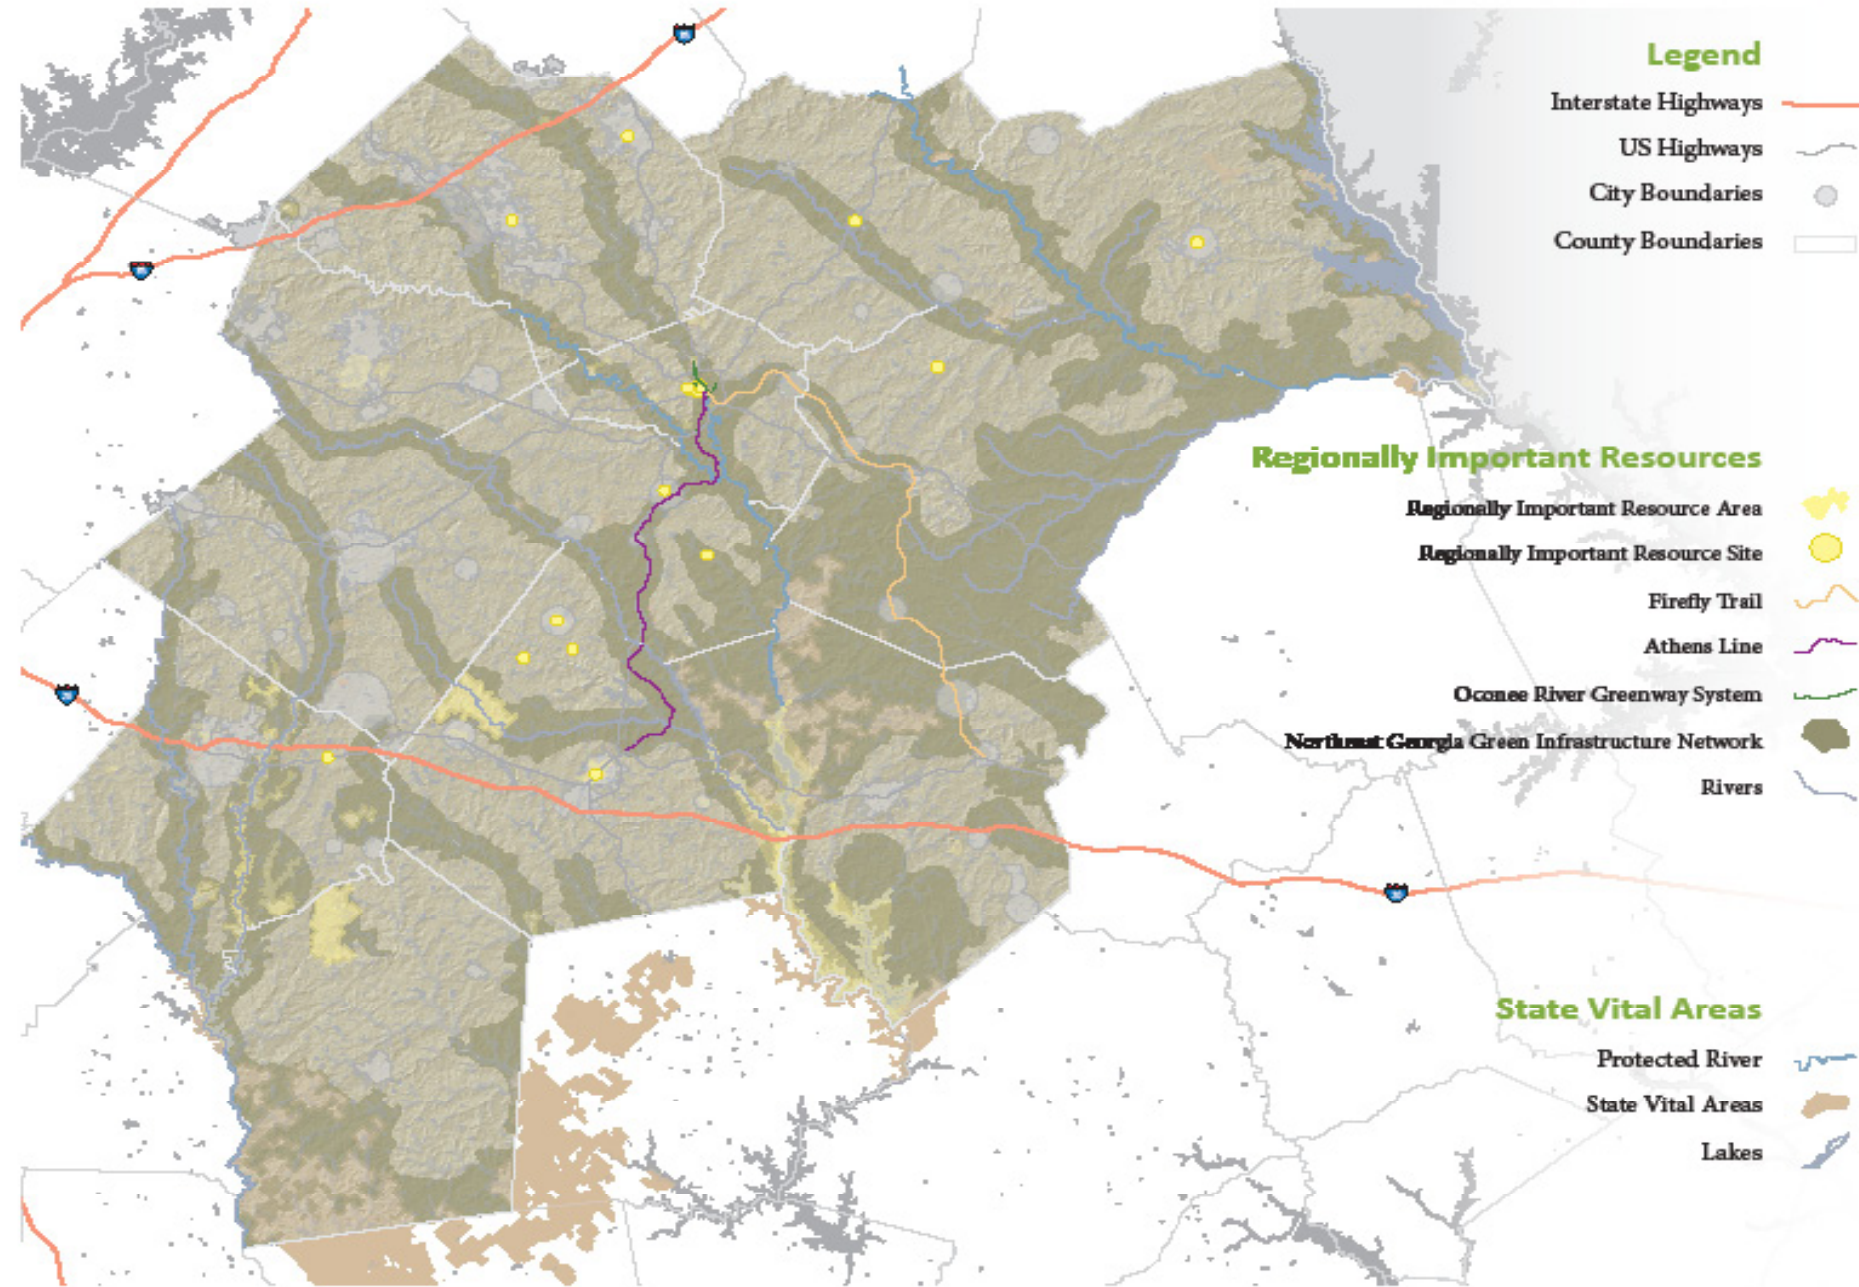 Legend
Interstate Highways
US Highways
City Boundaries
County Boundaries
Regionally Important Resources
Regionally Important Resource Area
Regionally Important Resource Site
Firefly Trail
Athens Line
Oconee River Greenway System
Northeast Georgia Green Infrastructure Network
Rivers
State Vital Areas
Protected River
State Vital Areas
Lakes